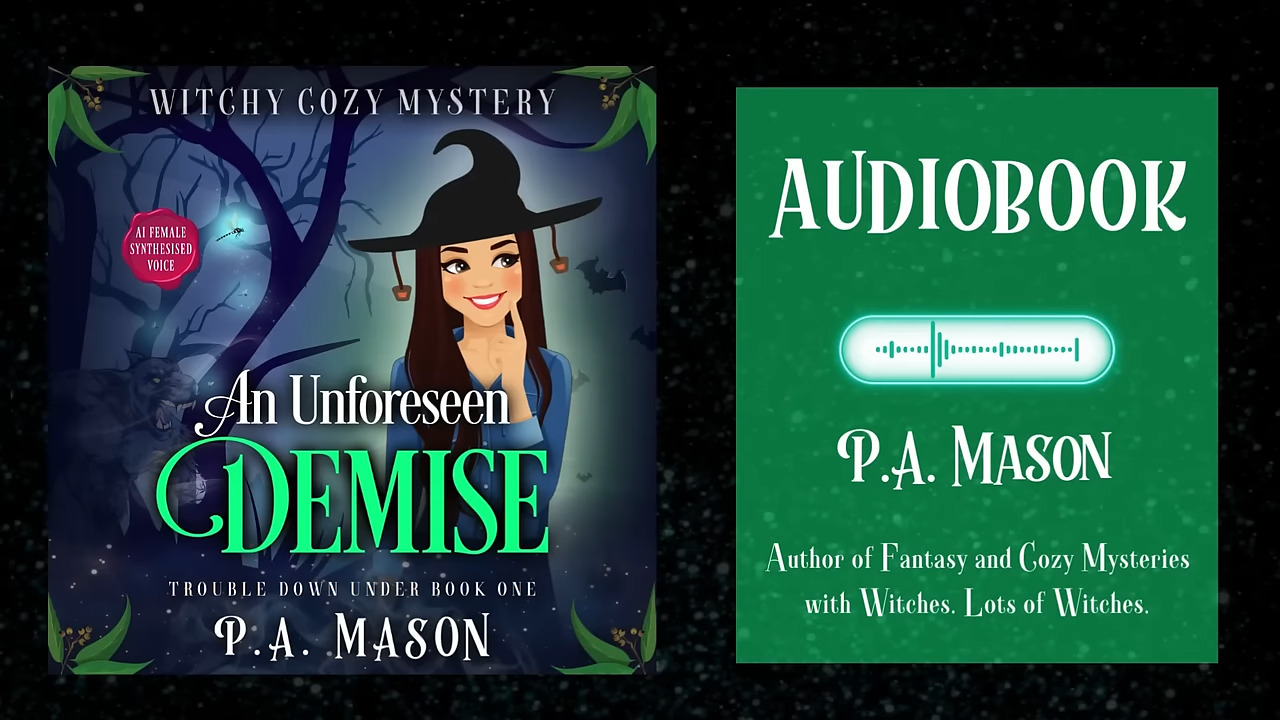 WITCHY COZY MYSTERY
AI FEMALE
SYNTHESISED
VOICE
An Unforeseen
DEMISE
TROUBLE DOWN UNDER BOOK ONE
P.A. MASON
AUDIOBOOK
P.A. MASON
Author of Fantasy and Cozy Mysteries
with Witches. Lots of Witches.